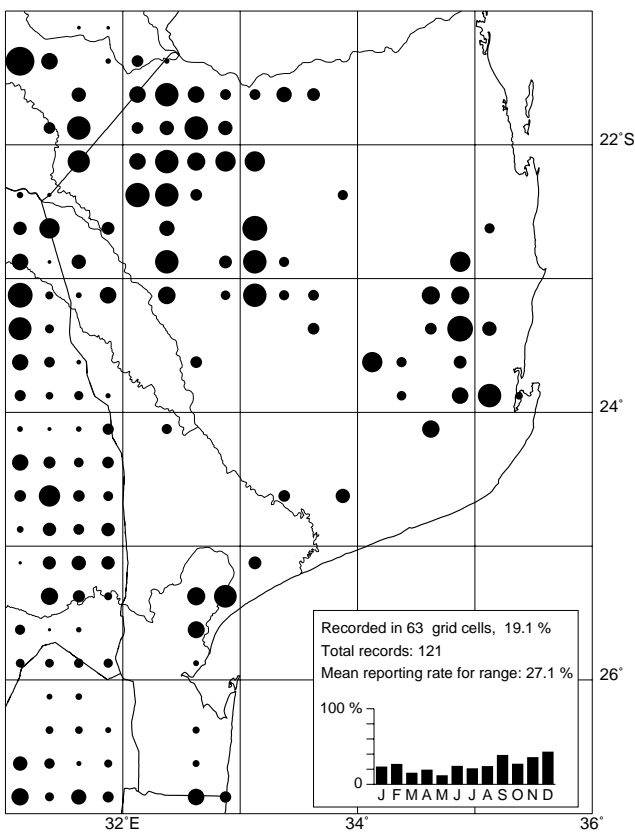 22°S
24°
Recorded in 63 grid cells, 19.1 %
Total records: 121
Mean reporting rate for range: 27.1 %
26°
100 %
0
J F M A M J J A S O N D
32°E
34°
36°